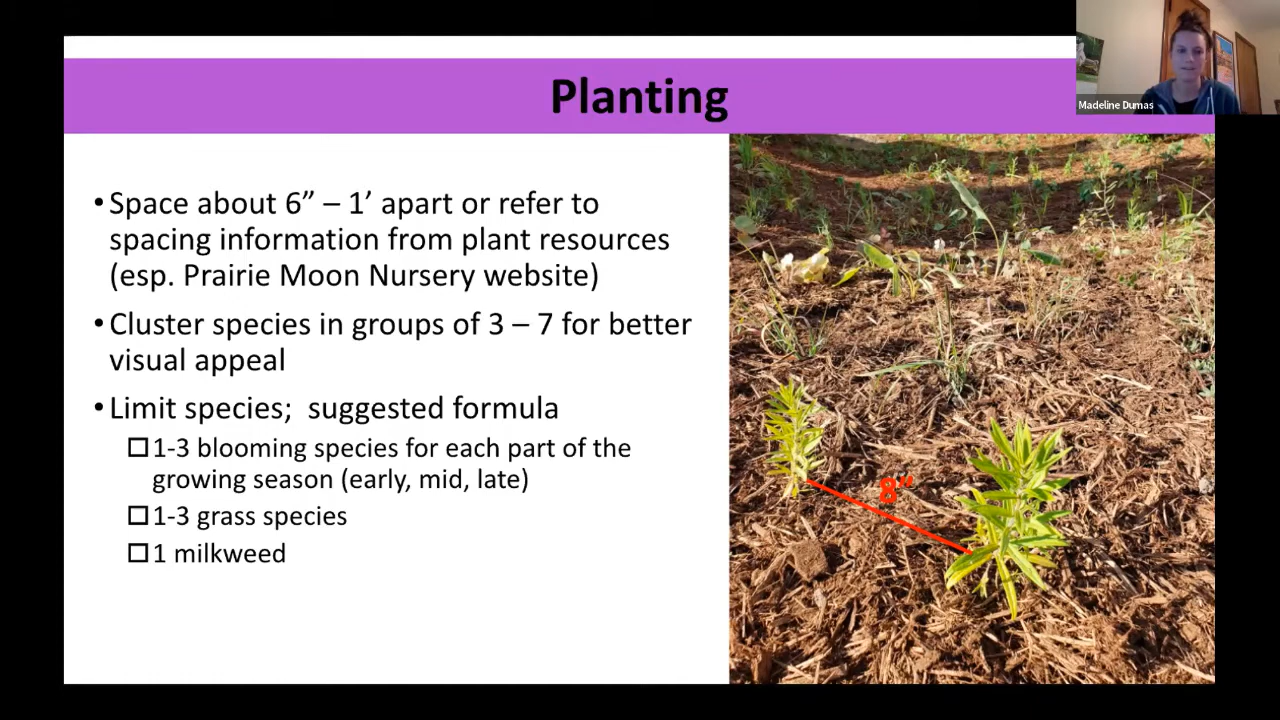 Planting
Madeline Dumas
• Space about 6” – 1’ apart or refer to
spacing information from plant resources
(esp. Prairie Moon Nursery website)
• Cluster species in groups of 3 – 7 for better
visual appeal
• Limit species;  suggested formula
□ 1-3 blooming species for each part of the
growing season (early, mid, late)
□ 1-3 grass species
□ 1 milkweed
8”